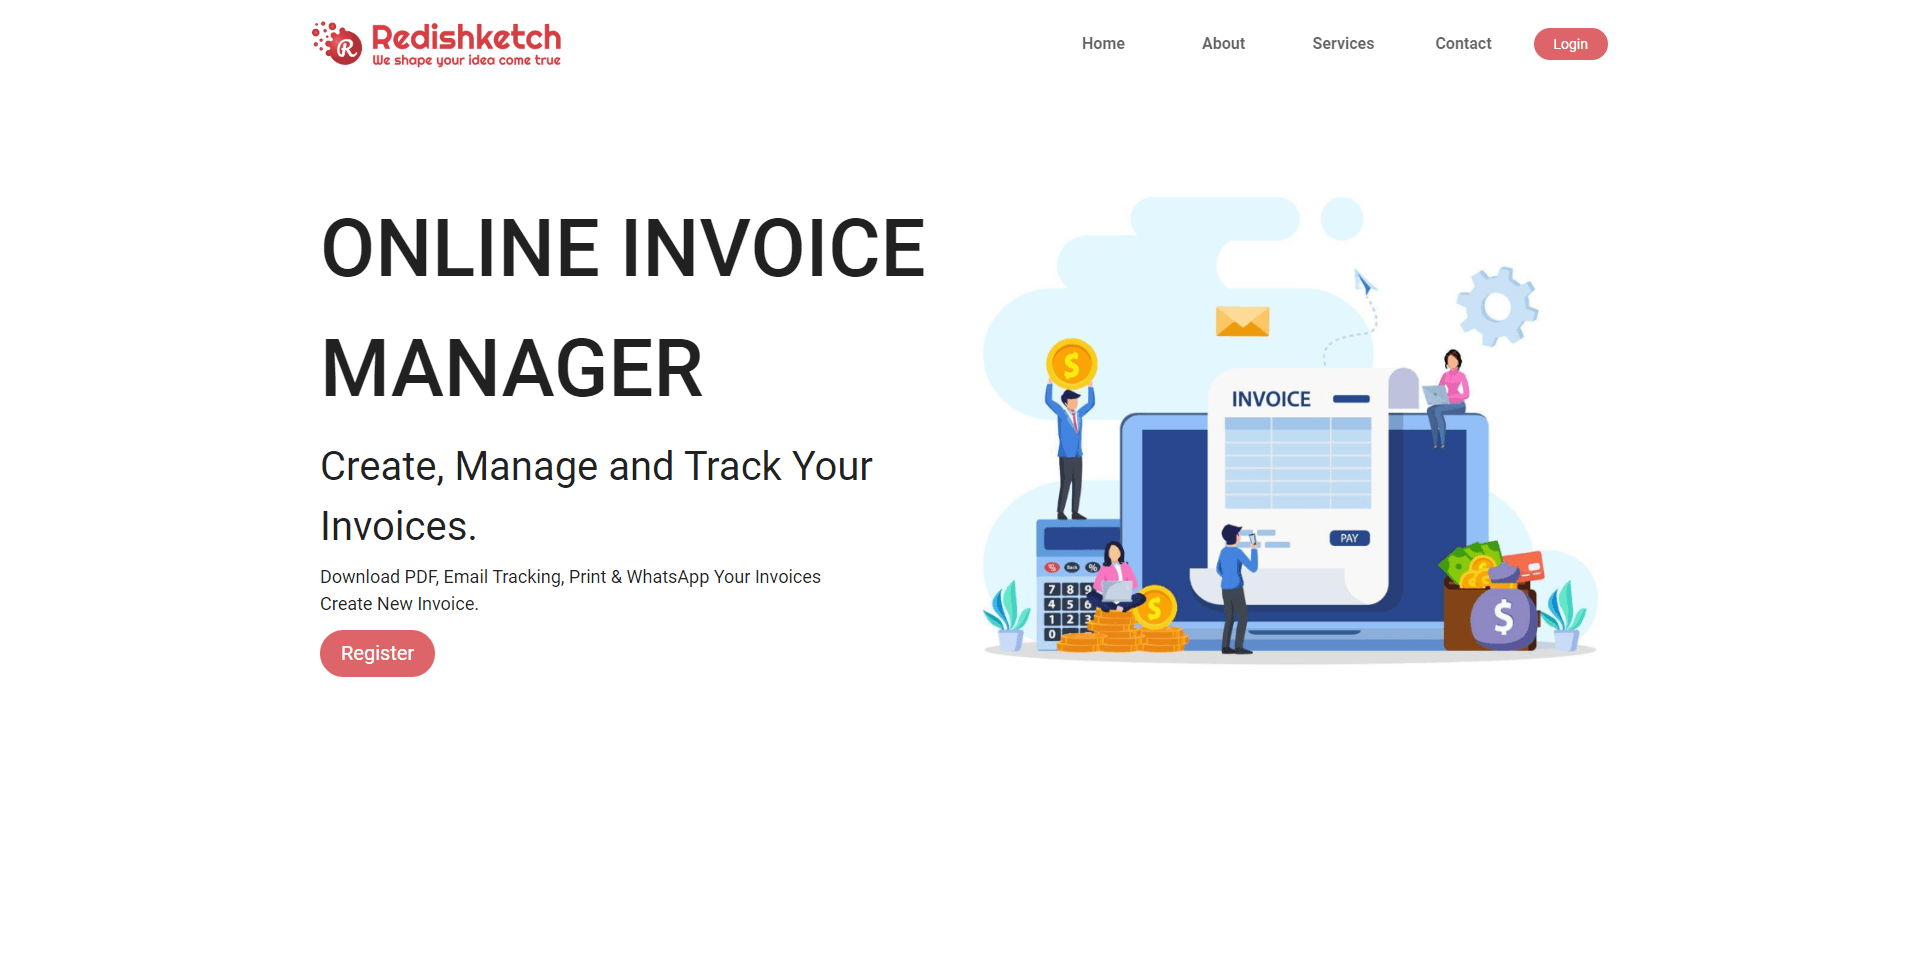 Redishketch
We shape your idea come true
Home
About
Services
Contact
Login
ONLINE INVOICE
MANAGER
Create, Manage and Track Your
Invoices.
Download PDF, Email Tracking, Print & WhatsApp Your Invoices
Create New Invoice.
Register
INVOICE
PAY
$
% Back %
7 8 9
4 5 6
1 2 3
0
$
$
R